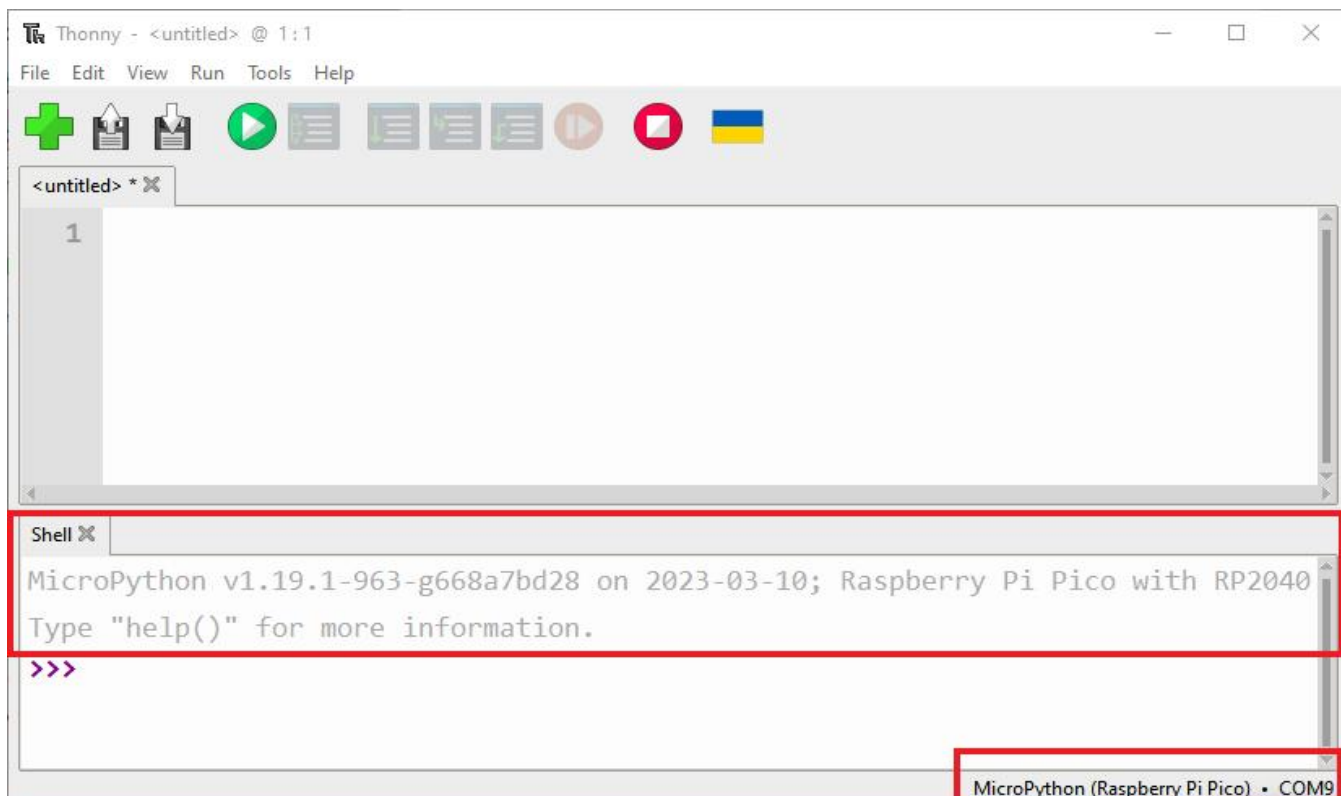 Thonny - <untitled> @ 1:1
File Edit View Run Tools Help
<untitled> *
1
Shell
MicroPython v1.19.1-963-g668a7bd28 on 2023-03-10; Raspberry Pi Pico with RP2040
Type "help()" for more information.
>>>
MicroPython (Raspberry Pi Pico) • COM9